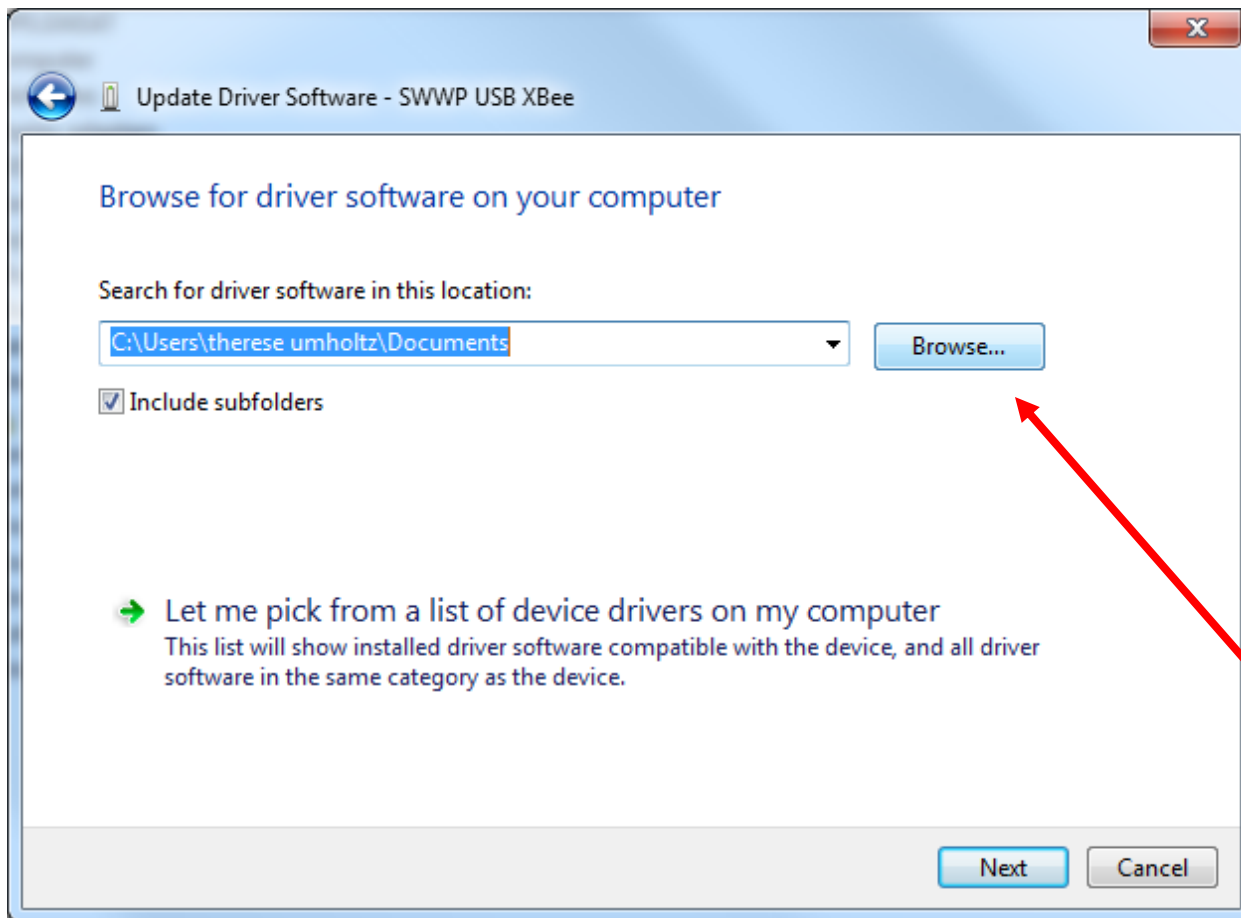 Update Driver Software - SWWP USB XBee
Browse for driver software on your computer
Search for driver software in this location:
C:\Users\therese umholtz\Documents
Browse...
Include subfolders
Let me pick from a list of device drivers on my computer
This list will show installed driver software compatible with the device, and all driver
software in the same category as the device.
Next
Cancel